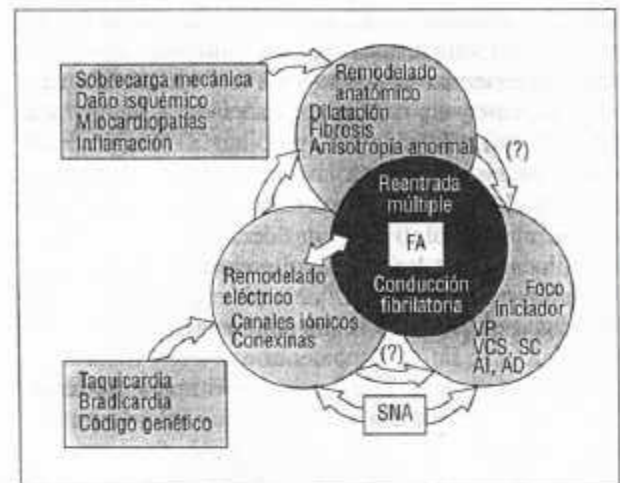 Sobrecarga mecánica
Daño isquémico
Miocardiopatías
Inflamación
Remodelado
anatómico
Dilatación
Fibrosis
Anisotropía anormal
(?)
Reentrada
múltiple
FA
Conducción
fibrilatoria
Remodelado
eléctrico
Canales iónicos
Conexinas
Foco
iniciador
VP
VCS, SC
AI, AD
(?)
SNA
Taquicardia
Bradicardia
Código genético